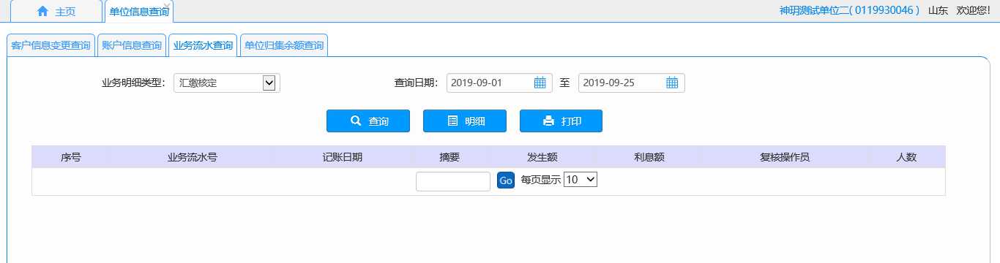 主页 单位信息查询 神玥测试单位二( 0119930046 ) 山东 欢迎您!
客户信息变更查询 账户信息查询 业务流水查询 单位归集余额查询
业务明细类型: 汇缴核定 查询日期: 2019-09-01 至 2019-09-25
查询 明细 打印
序号 业务流水号 记账日期 摘要 发生额 利息额 复核操作员 人数
Go 每页显示 10